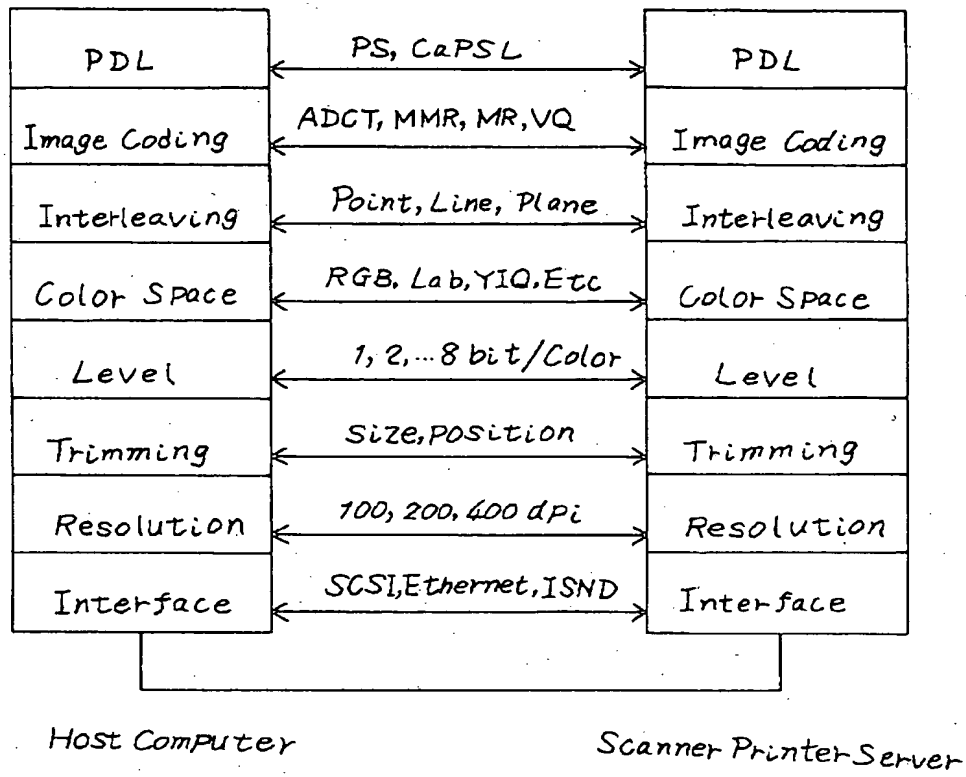 PDL PS, CaPSL PDL
Image Coding ADCT, MMR, MR, VQ Image Coding
Interleaving Point, Line, Plane Interleaving
Color Space RGB. Lab, YIQ. Etc Color Space
Level 1, 2, ... 8 bit/Color Level
Trimming Size, Position Trimming
Resolution 100, 200, 400 dPi Resolution
Interface SCSI, Ethernet, ISND Interface
Host Computer Scanner Printer Server